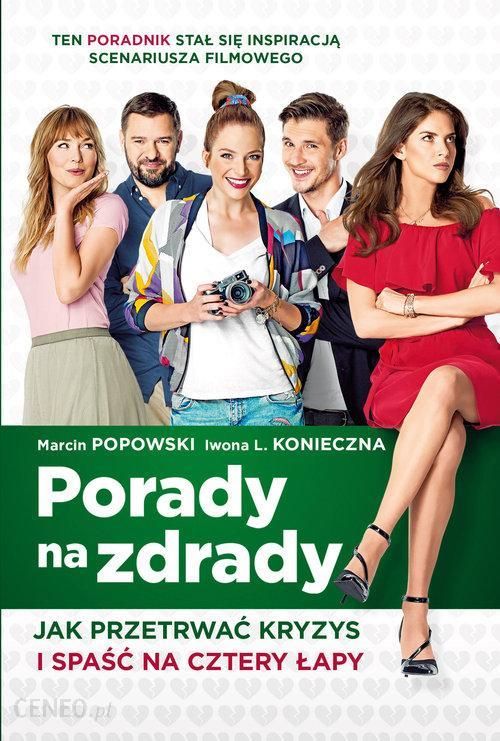 TEN PORADNIK STAŁ SIĘ INSPIRACJĄ
SCENARIUSZA FILMOWEGO
Marcin POPOWSKI Iwona L. KONIECZNA
Porady
na zdrady
JAK PRZETRWAĆ KRYZYS
I SPAŚĆ NA CZTERY ŁAPY
CENEO.pl